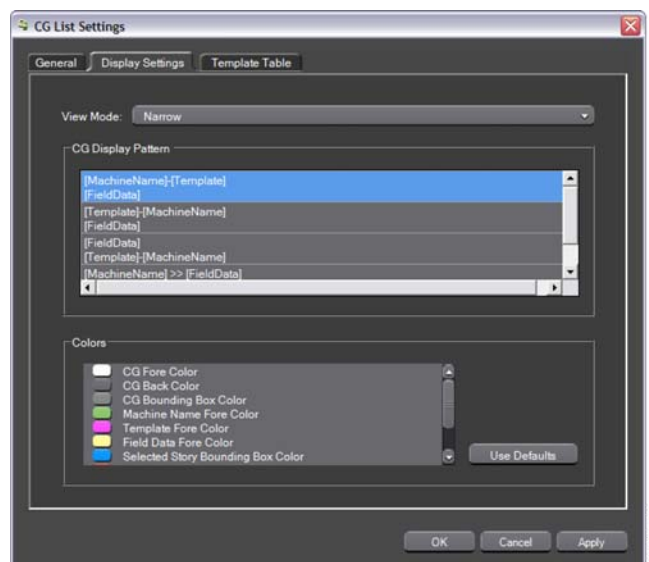 CG List Settings
General Display Settings Template Table
View Mode: Narrow
CG Display Pattern
[MachineName]-[Template]
[FieldData]
[Template]-[MachineName]
[FieldData]
[FieldData]
[Template]-[MachineName]
[MachineName] >> [FieldData]
Colors
CG Fore Color
CG Back Color
CG Bounding Box Color
Machine Name Fore Color
Template Fore Color
Field Data Fore Color
Selected Story Bounding Box Color
Use Defaults
OK Cancel Apply